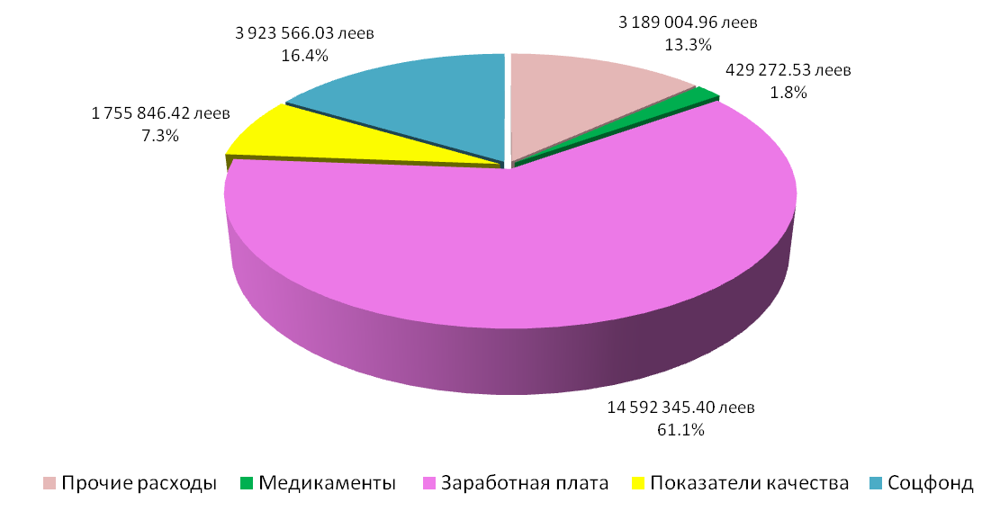 3 923 566.03 леев
16.4%
3 189 004.96 леев
13.3%
429 272.53 леев
1.8%
1 755 846.42 леев
7.3%
14 592 345.40 леев
61.1%
Прочие расходы
Медикаменты
Заработная плата
Показатели качества
Соцфонд